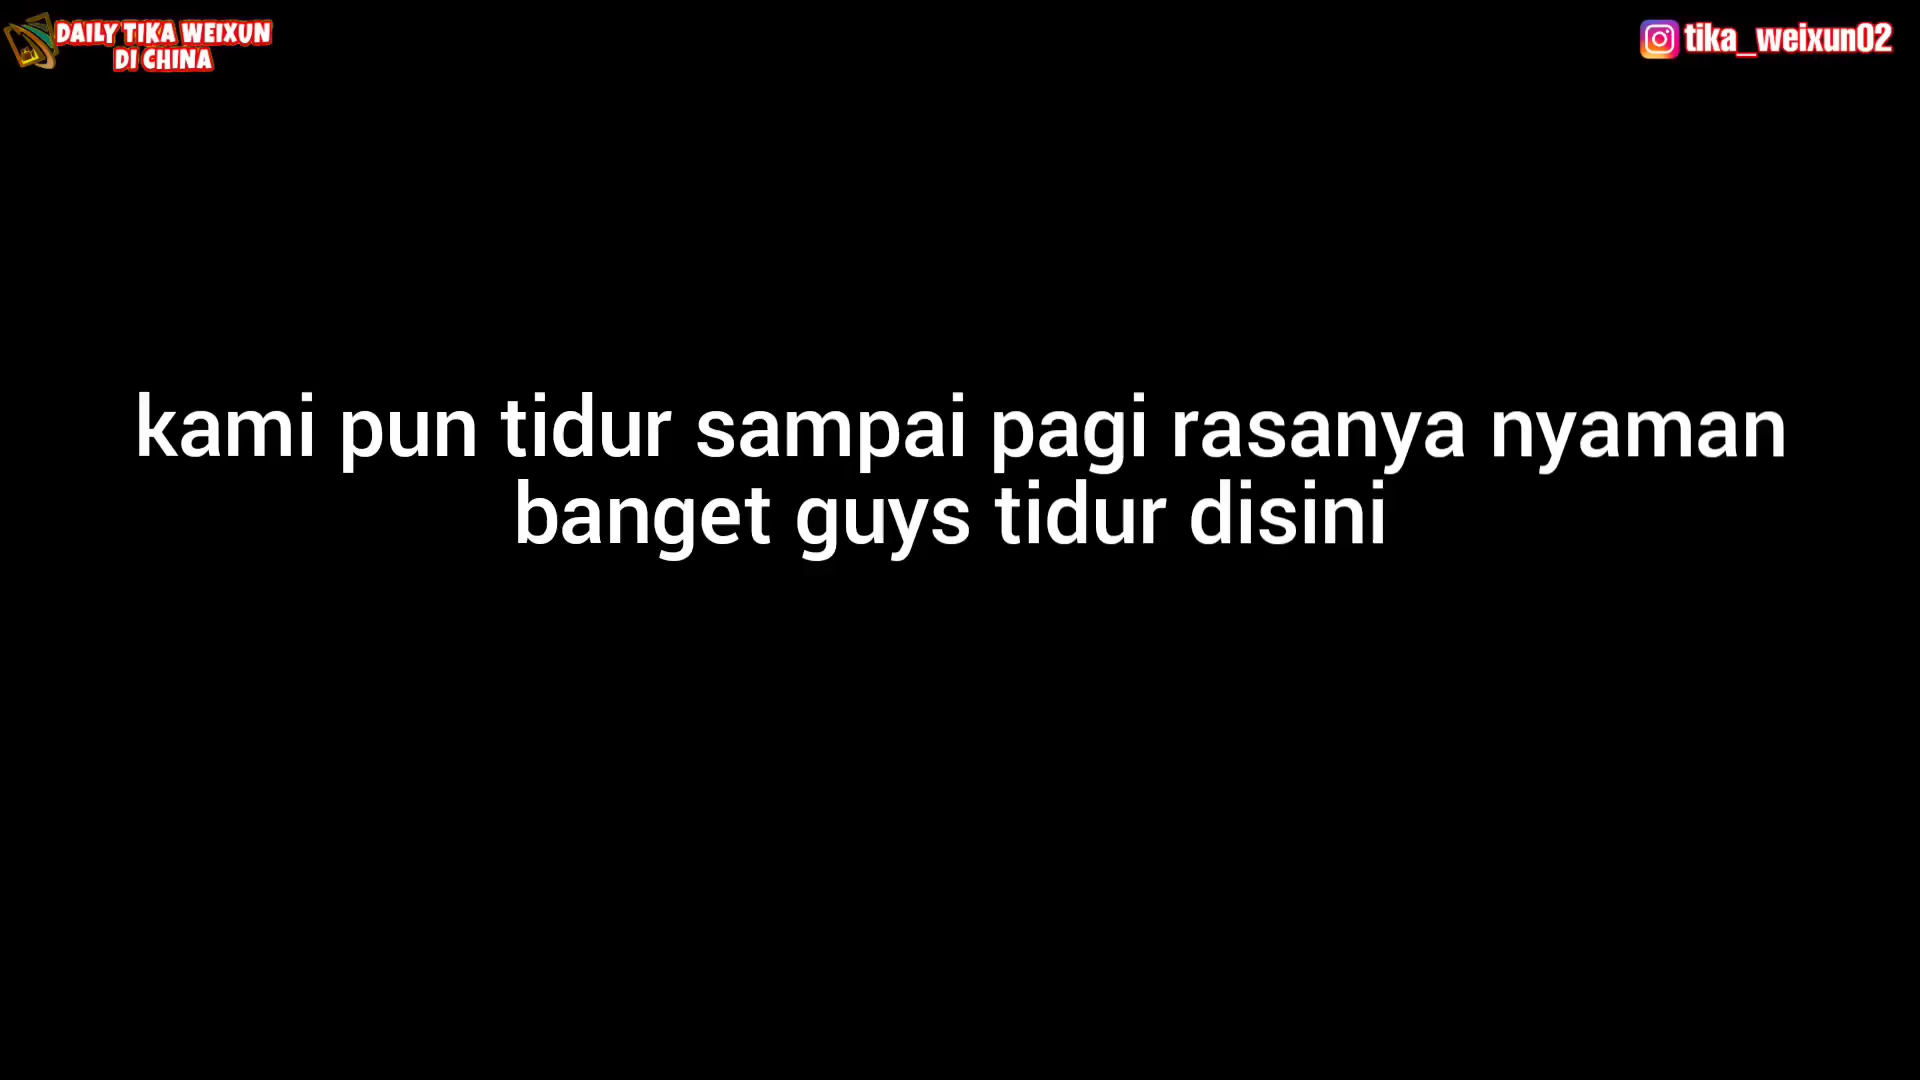 DAILY TIKA WEIXUN
DI CHINA
tika_weixun02
kami pun tidur sampai pagi rasanya nyaman
banget guys tidur disini